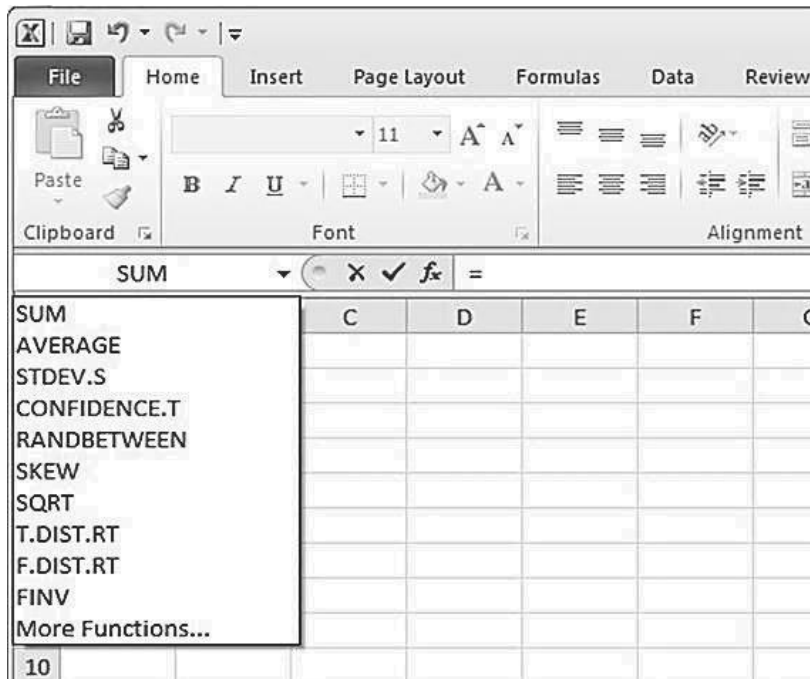 File Home Insert Page Layout Formulas Data Review
11 A A
Paste B I U A
Clipboard Font Alignment
SUM fx =
SUM C D E F
AVERAGE
STDEV.S
CONFIDENCE.T
RANDBETWEEN
SKEW
SQRT
T.DIST.RT
F.DIST.RT
FINV
More Functions...
10